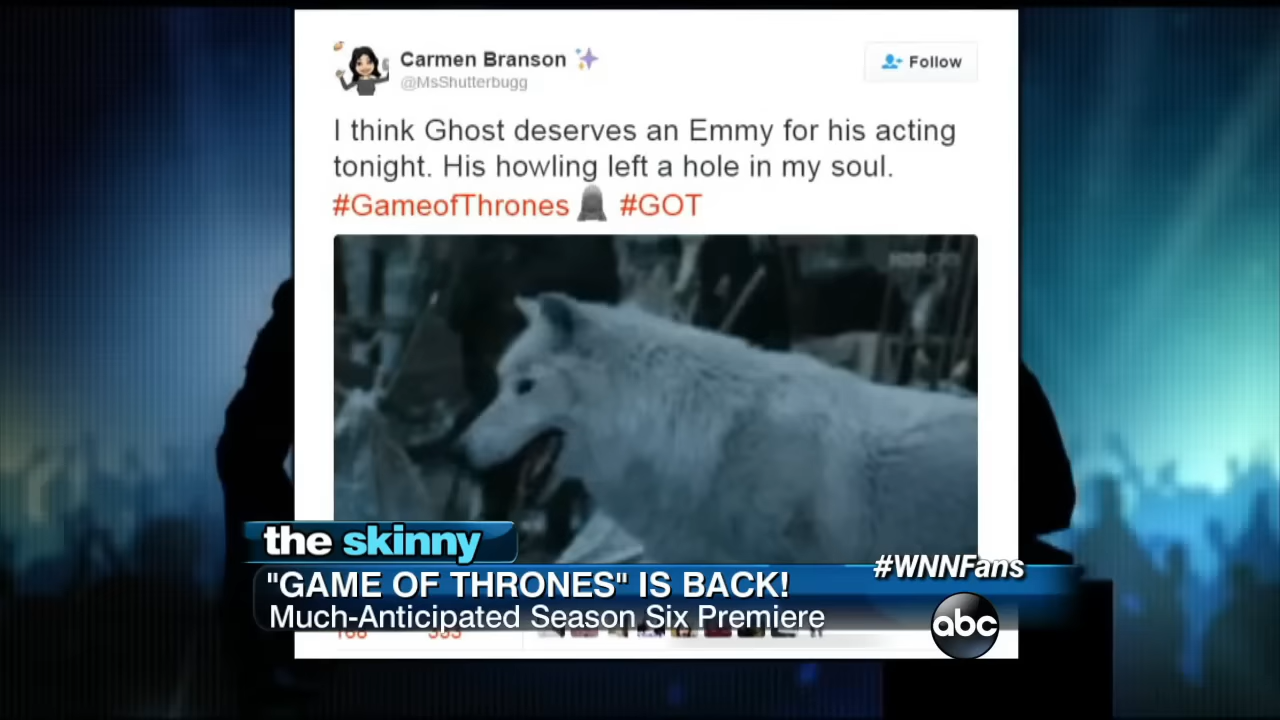 Carmen Branson
@MsShutterbugg
Follow
I think Ghost deserves an Emmy for his acting
tonight. His howling left a hole in my soul.
#GameofThrones #GOT
the skinny
"GAME OF THRONES" IS BACK!
#WNNFans
Much-Anticipated Season Six Premiere
abc